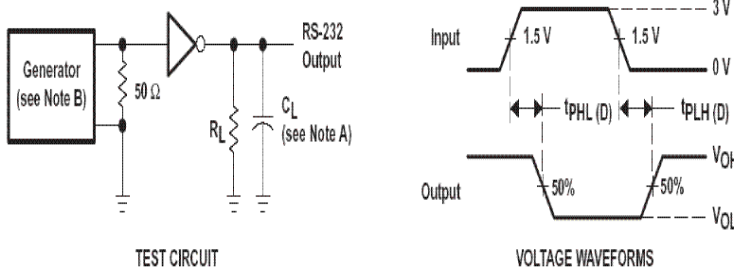 Generator
(see Note B)
50 Ω
RS-232
Output
RL
CL
(see Note A)
TEST CIRCUIT
Input
3 V
1.5 V
1.5 V
0 V
tPHL (D)
tPLH (D)
Output
VOH
50%
50%
VOL
VOLTAGE WAVEFORMS